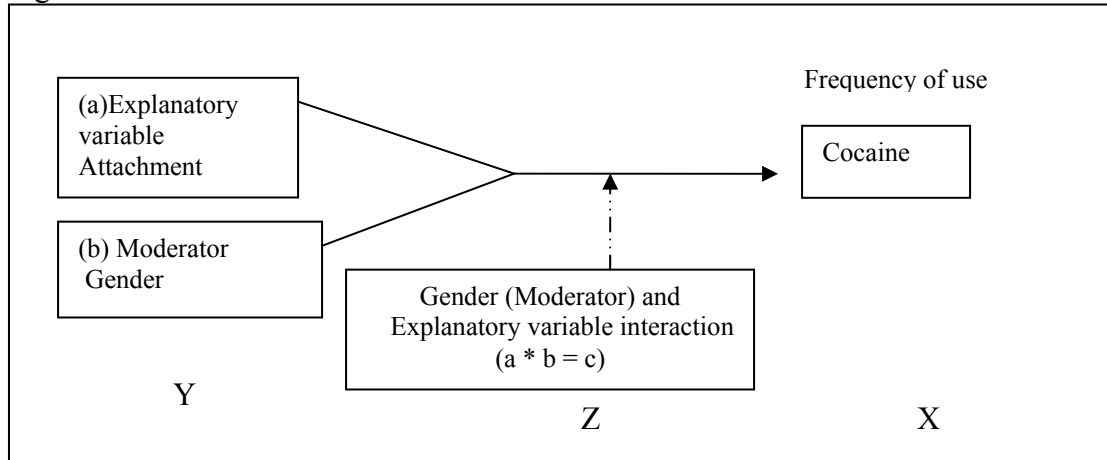 (a)Explanatory
variable
Attachment
(b) Moderator
Gender
Gender (Moderator) and
Explanatory variable interaction
(a * b = c)
Frequency of use
Cocaine
Y
Z
X